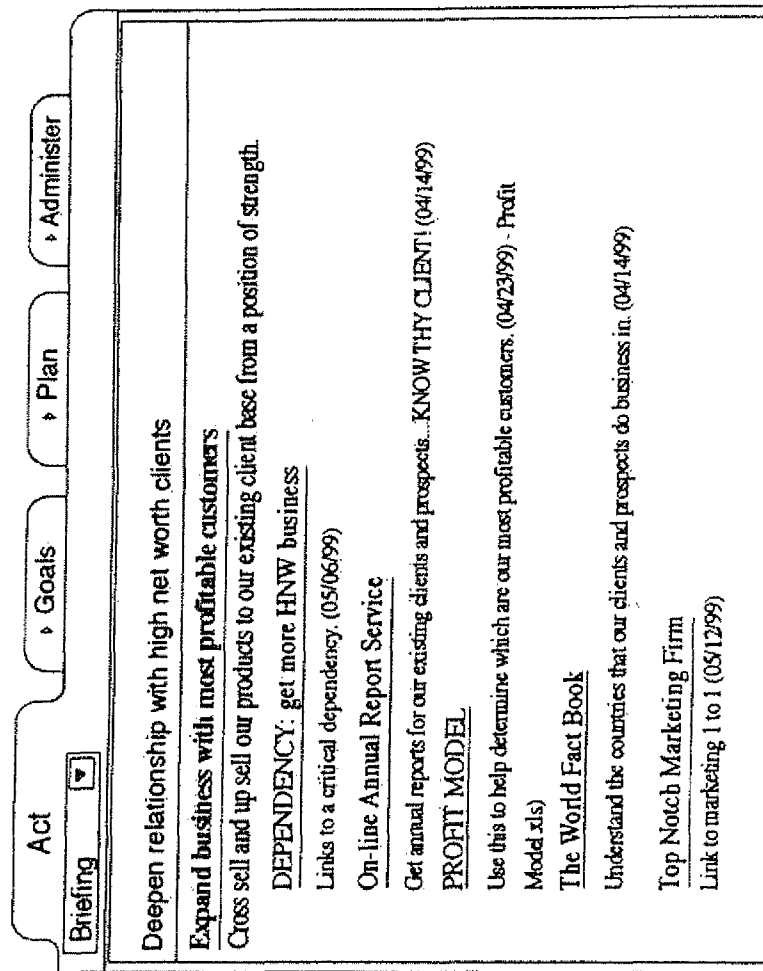 Act
Goals
Plan
Administer
Briefing
Deepen relationship with high net worth clients
Expand business with most profitable customers
Cross sell and up sell our products to our existing client base from a position of strength.
DEPENDENCY: get more HNW business
Links to a critical dependency. (05/06/99)
On-line Annual Report Service
Get annual reports for our existing clients and prospects...KNOW THY CLIENT! (04/14/99)
PROFIT MODEL
Use this to help determine which are our most profitable customers. (04/23/99) - Profit
Model.xls)
The World Fact Book
Understand the countries that our clients and prospects do business in. (04/14/99)
Top Notch Marketing Firm
Link to marketing 1 to 1 (05/12/99)